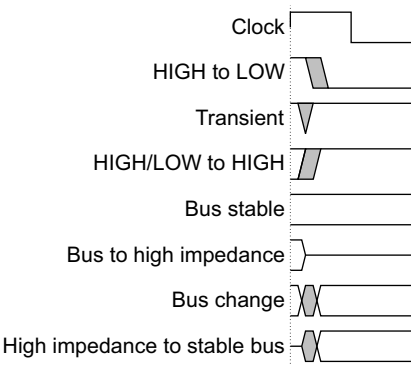 Clock
HIGH to LOW
Transient
HIGH/LOW to HIGH
Bus stable
Bus to high impedance
Bus change
High impedance to stable bus